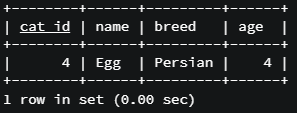 +--------+------+---------+------+
| cat_id | name | breed   | age  |
+--------+------+---------+------+
|      4 | Egg  | Persian |    4 |
+--------+------+---------+------+
1 row in set (0.00 sec)